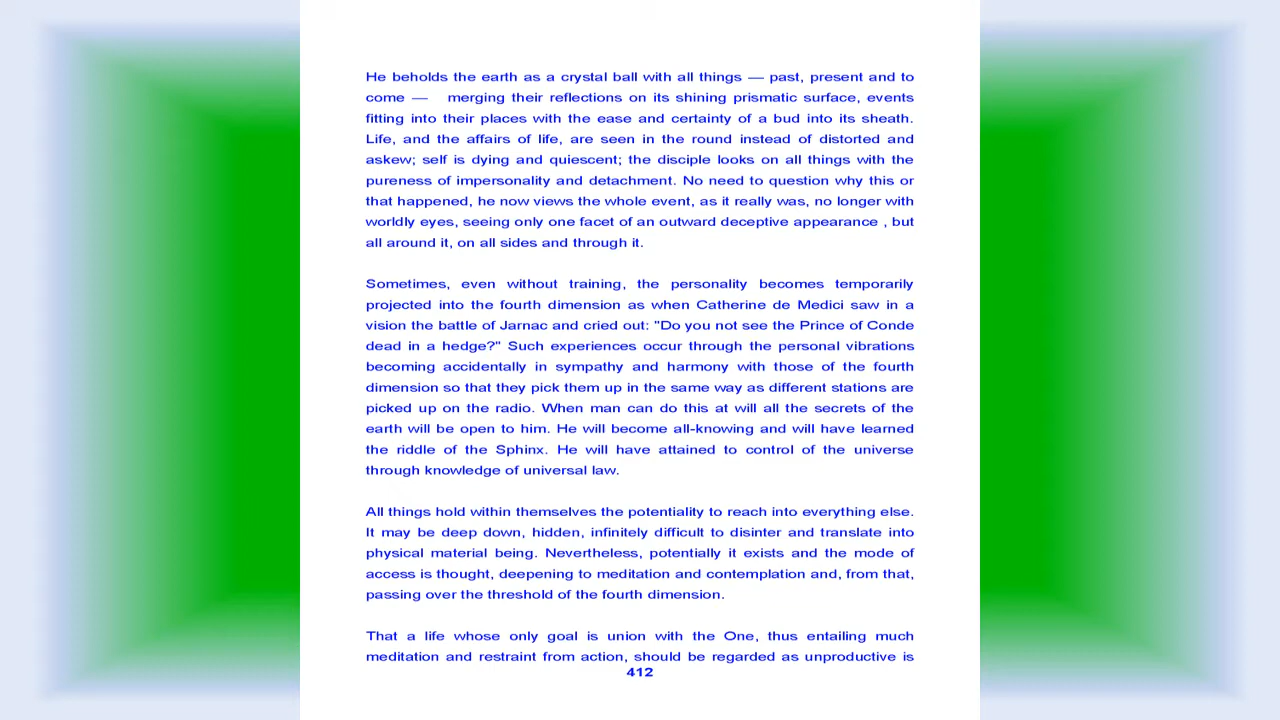 He beholds the earth as a crystal ball with all things — past, present and to
come — merging their reflections on its shining prismatic surface, events
fitting into their places with the ease and certainty of a bud into its sheath.
Life, and the affairs of life, are seen in the round instead of distorted and
askew; self is dying and quiescent; the disciple looks on all things with the
pureness of impersonality and detachment. No need to question why this or
that happened, he now views the whole event, as it really was, no longer with
worldly eyes, seeing only one facet of an outward deceptive appearance , but
all around it, on all sides and through it.
Sometimes, even without training, the personality becomes temporarily
projected into the fourth dimension as when Catherine de Medici saw in a
vision the battle of Jarnac and cried out: "Do you not see the Prince of Conde
dead in a hedge?" Such experiences occur through the personal vibrations
becoming accidentally in sympathy and harmony with those of the fourth
dimension so that they pick them up in the same way as different stations are
picked up on the radio. When man can do this at will all the secrets of the
earth will be open to him. He will become all-knowing and will have learned
the riddle of the Sphinx. He will have attained to control of the universe
through knowledge of universal law.
All things hold within themselves the potentiality to reach into everything else.
It may be deep down, hidden, infinitely difficult to disinter and translate into
physical material being. Nevertheless, potentially it exists and the mode of
access is thought, deepening to meditation and contemplation and, from that,
passing over the threshold of the fourth dimension.
That a life whose only goal is union with the One, thus entailing much
meditation and restraint from action, should be regarded as unproductive is
412